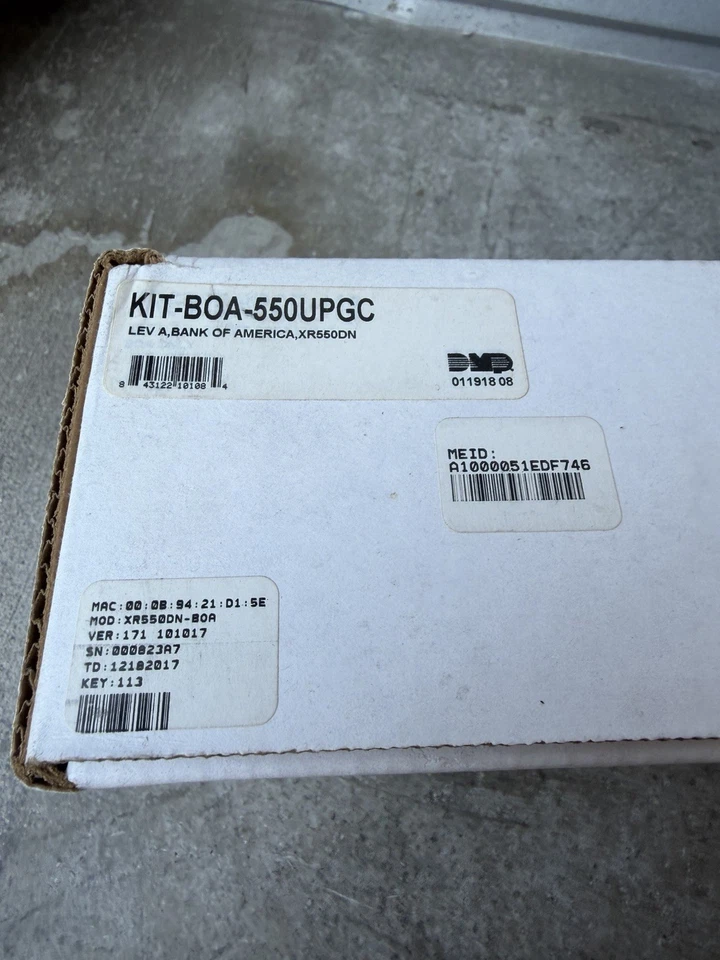 KIT-BOA-550UPGC
LEV A,BANK OF AMERICA,XR550DN
8 43122 10108 4
DMP
011918 08
MEID:
A1000051EDF746
MAC:00:0B:94:21:D1:5E
MOD:XR550DN-BOA
VER:171 101017
SN:000823A7
TD:12182017
KEY:113